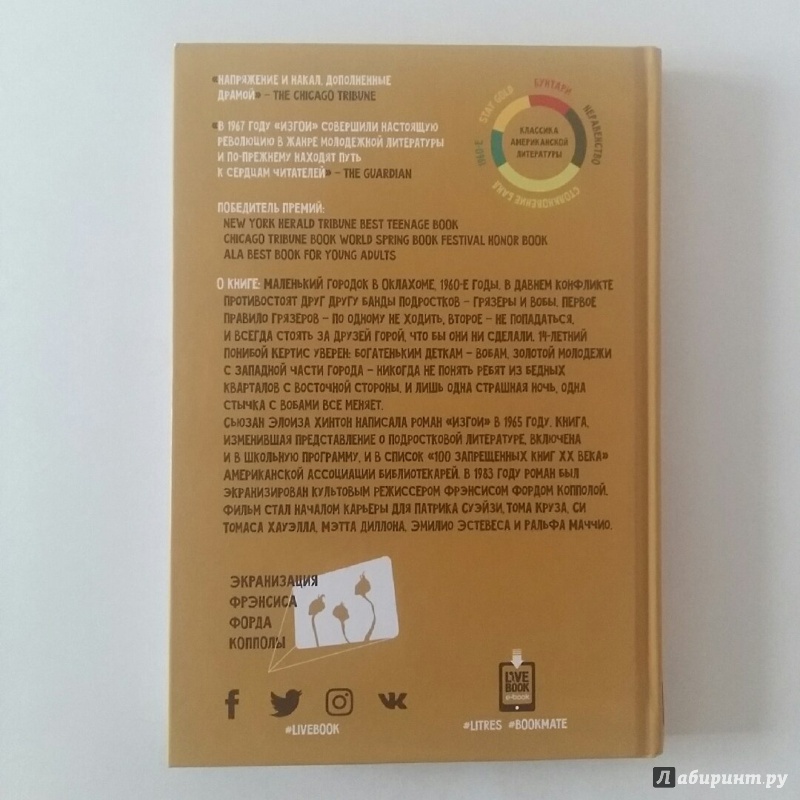 «НАПРЯЖЕНИЕ И НАКАЛ, ДОПОЛНЕННЫЕ
ДРАМОЙ» – THE CHICAGO TRIBUNE
«В 1967 ГОДУ «ИЗГОИ» СОВЕРШИЛИ НАСТОЯЩУЮ
РЕВОЛЮЦИЮ В ЖАНРЕ МОЛОДЕЖНОЙ ЛИТЕРАТУРЫ
И ПО-ПРЕЖНЕМУ НАХОДЯТ ПУТЬ
К СЕРДЦАМ ЧИТАТЕЛЕЙ» – THE GUARDIAN
1960-Е
STAY GOLD
БУНТАРИ
НЕРАВЕНСТВО
СТОЛКНОВЕНИЕ БАНД
КЛАССИКА
АМЕРИКАНСКОЙ
ЛИТЕРАТУРЫ
ПОБЕДИТЕЛЬ ПРЕМИЙ:
NEW YORK HERALD TRIBUNE BEST TEENAGE BOOK
CHICAGO TRIBUNE BOOK WORLD SPRING BOOK FESTIVAL HONOR BOOK
ALA BEST BOOK FOR YOUNG ADULTS
О КНИГЕ: МАЛЕНЬКИЙ ГОРОДОК В ОКЛАХОМЕ, 1960-Е ГОДЫ. В ДАВНЕМ КОНФЛИКТЕ
ПРОТИВОСТОЯТ ДРУГ ДРУГУ БАНДЫ ПОДРОСТКОВ – ГРЯЗЕРЫ И ВОБЫ. ПЕРВОЕ
ПРАВИЛО ГРЯЗЕРОВ – ПО ОДНОМУ НЕ ХОДИТЬ, ВТОРОЕ – НЕ ПОПАДАТЬСЯ,
И ВСЕГДА СТОЯТЬ ЗА ДРУЗЕЙ ГОРОЙ, ЧТО БЫ ОНИ НИ СДЕЛАЛИ. 14-ЛЕТНИЙ
ПОНИБОЙ КЕРТИС УВЕРЕН: БОГАТЕНЬКИМ ДЕТКАМ – ВОБАМ, ЗОЛОТОЙ МОЛОДЕЖИ
С ЗАПАДНОЙ ЧАСТИ ГОРОДА – НИКОГДА НЕ ПОНЯТЬ РЕБЯТ ИЗ БЕДНЫХ
КВАРТАЛОВ С ВОСТОЧНОЙ СТОРОНЫ. И ЛИШЬ ОДНА СТРАШНАЯ НОЧЬ, ОДНА
СТЫЧКА С ВОБАМИ ВСЕ МЕНЯЕТ.
СЬЮЗАН ЭЛОИЗА ХИНТОН НАПИСАЛА РОМАН «ИЗГОИ» В 1965 ГОДУ. КНИГА,
ИЗМЕНИВШАЯ ПРЕДСТАВЛЕНИЕ О ПОДРОСТКОВОЙ ЛИТЕРАТУРЕ, ВКЛЮЧЕНА
И В ШКОЛЬНУЮ ПРОГРАММУ, И В СПИСОК «100 ЗАПРЕЩЕННЫХ КНИГ XX ВЕКА»
АМЕРИКАНСКОЙ АССОЦИАЦИИ БИБЛИОТЕКАРЕЙ. В 1983 ГОДУ РОМАН БЫЛ
ЭКРАНИЗИРОВАН КУЛЬТОВЫМ РЕЖИССЕРОМ ФРЭНСИСОМ ФОРДОМ КОППОЛОЙ.
ФИЛЬМ СТАЛ НАЧАЛОМ КАРЬЕРЫ ДЛЯ ПАТРИКА СУЭЙЗИ, ТОМА КРУЗА, СИ
ТОМАСА ХАУЭЛЛА, МЭТТА ДИЛЛОНА, ЭМИЛИО ЭСТЕВЕСА И РАЛЬФА МАЧЧИО.
ЭКРАНИЗАЦИЯ
ФРЭНСИСА
ФОРДА
КОППОЛЫ
#LIVEBOOK
LIVE
BOOK
e-book
#LITRES #BOOKMATE
Лабиринт.ру